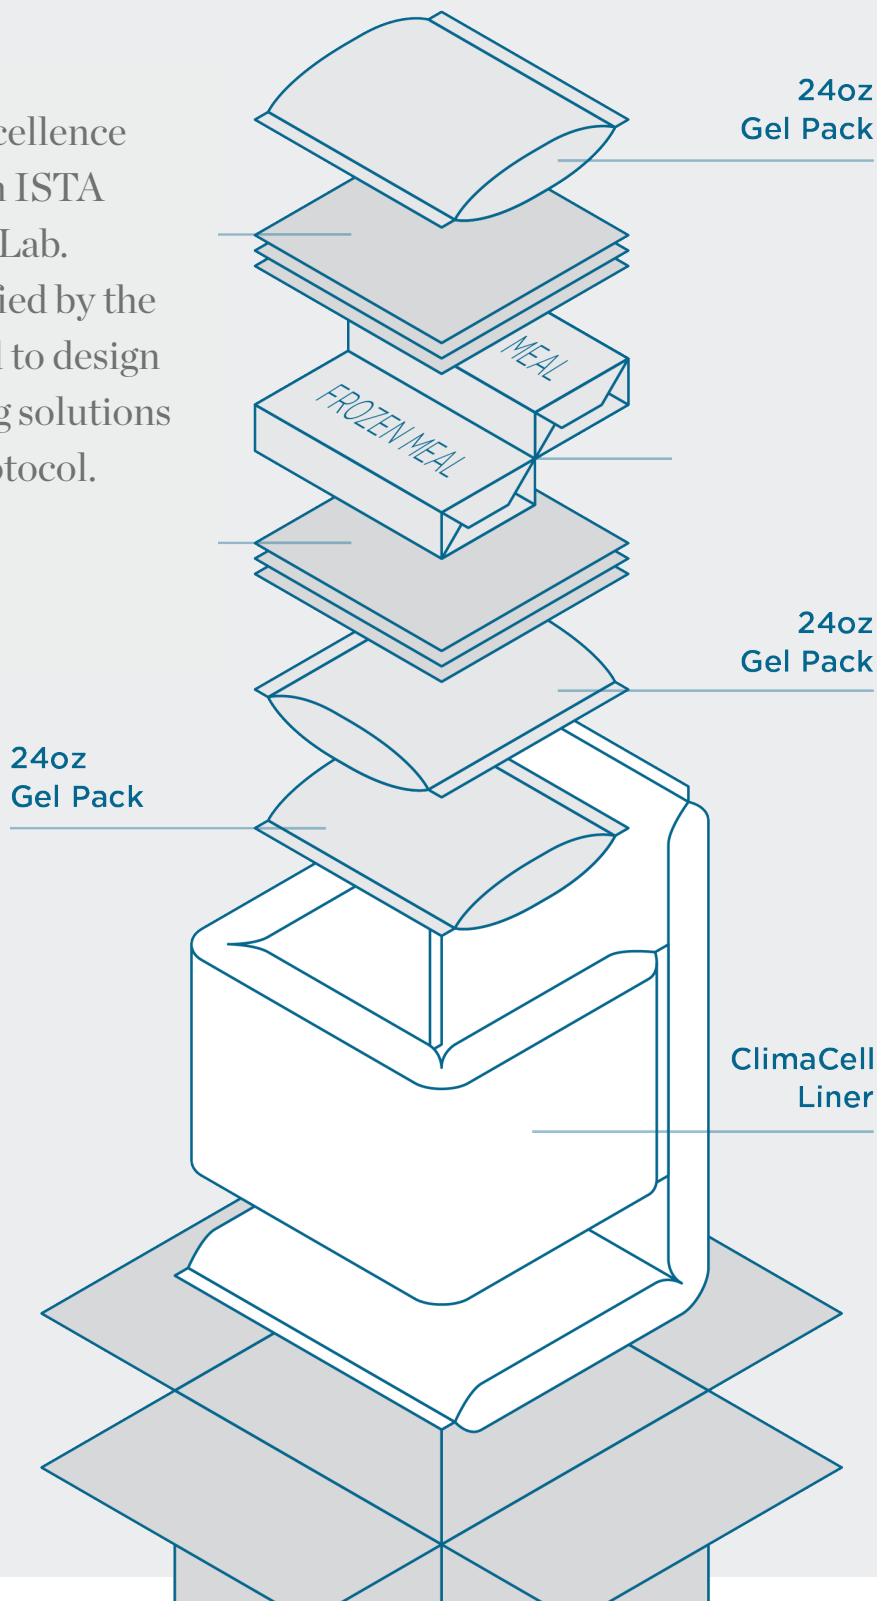 24oz
Gel Pack
cellence
ISTA
Lab.
ied by the
to design
g solutions
otocol.
MEAL
FROZEN MEAL
24oz
Gel Pack
24oz
Gel Pack
ClimaCell
Liner